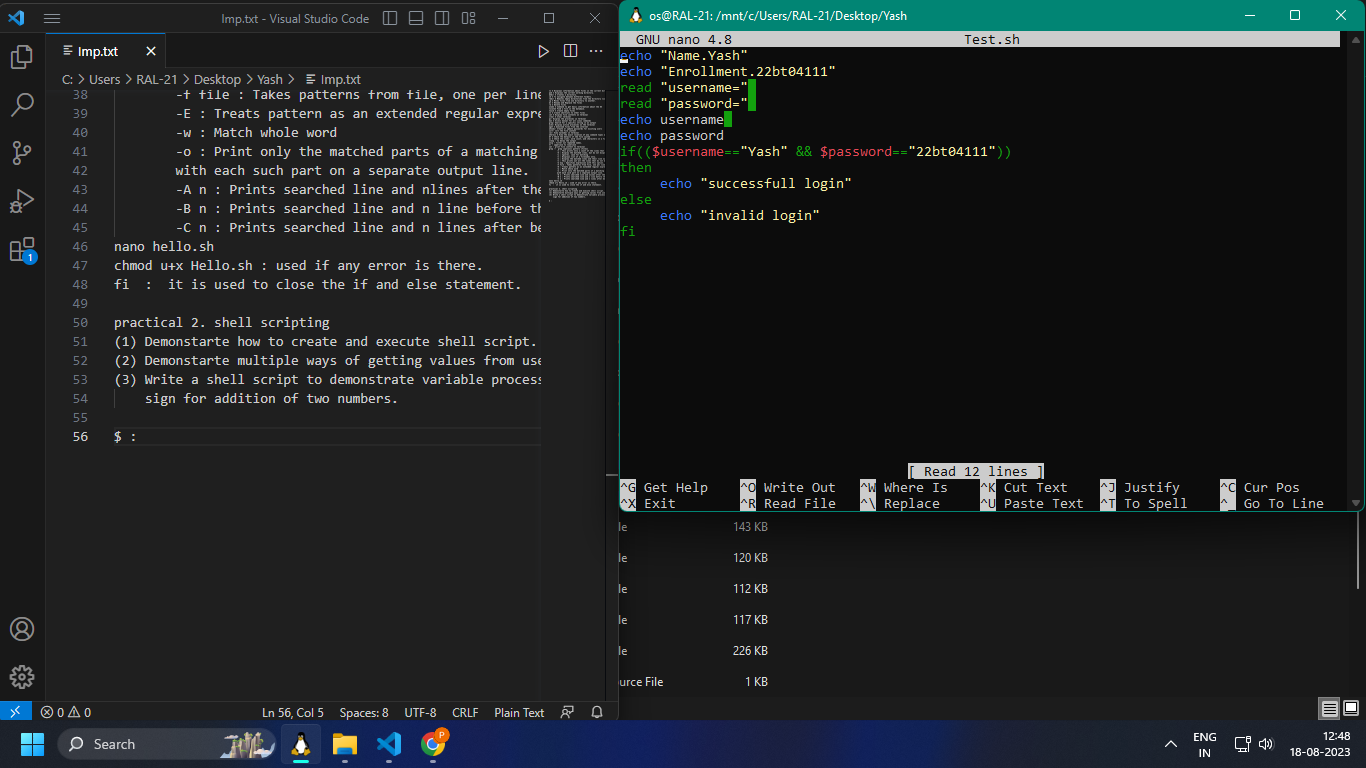 Imp.txt - Visual Studio Code
Imp.txt
C: > Users > RAL-21 > Desktop > Yash > Imp.txt
38 -f file : Takes patterns from file, one per line
39 -E : Treats pattern as an extended regular expre
40 -w : Match whole word
41 -o : Print only the matched parts of a matching
42 with each such part on a separate output line.
43 -A n : Prints searched line and nlines after the
44 -B n : Prints searched line and n line before th
45 -C n : Prints searched line and n lines after be
46 nano hello.sh
47 chmod u+x Hello.sh : used if any error is there.
48 fi  :  it is used to close the if and else statement.
49
50 practical 2. shell scripting
51 (1) Demonstarte how to create and execute shell script.
52 (2) Demonstarte multiple ways of getting values from use
53 (3) Write a shell script to demonstrate variable process
54 sign for addition of two numbers.
55
56 $ :
1
0 0
Ln 56, Col 5 Spaces: 8 UTF-8 CRLF Plain Text
os@RAL-21: /mnt/c/Users/RAL-21/Desktop/Yash
GNU nano 4.8 Test.sh
echo "Name.Yash"
echo "Enrollment.22bt04111"
read "username="
read "password="
echo username
echo password
if(($username=="Yash" && $password=="22bt04111"))
then
echo "successfull login"
else
echo "invalid login"
fi
[ Read 12 lines ]
^G Get Help ^O Write Out ^W Where Is ^K Cut Text ^J Justify ^C Cur Pos
^X Exit ^R Read File ^\ Replace ^U Paste Text ^T To Spell ^_ Go To Line
le 143 KB
le 120 KB
le 112 KB
le 117 KB
le 226 KB
urce File 1 KB
Search
P
ENG
IN
12:48
18-08-2023